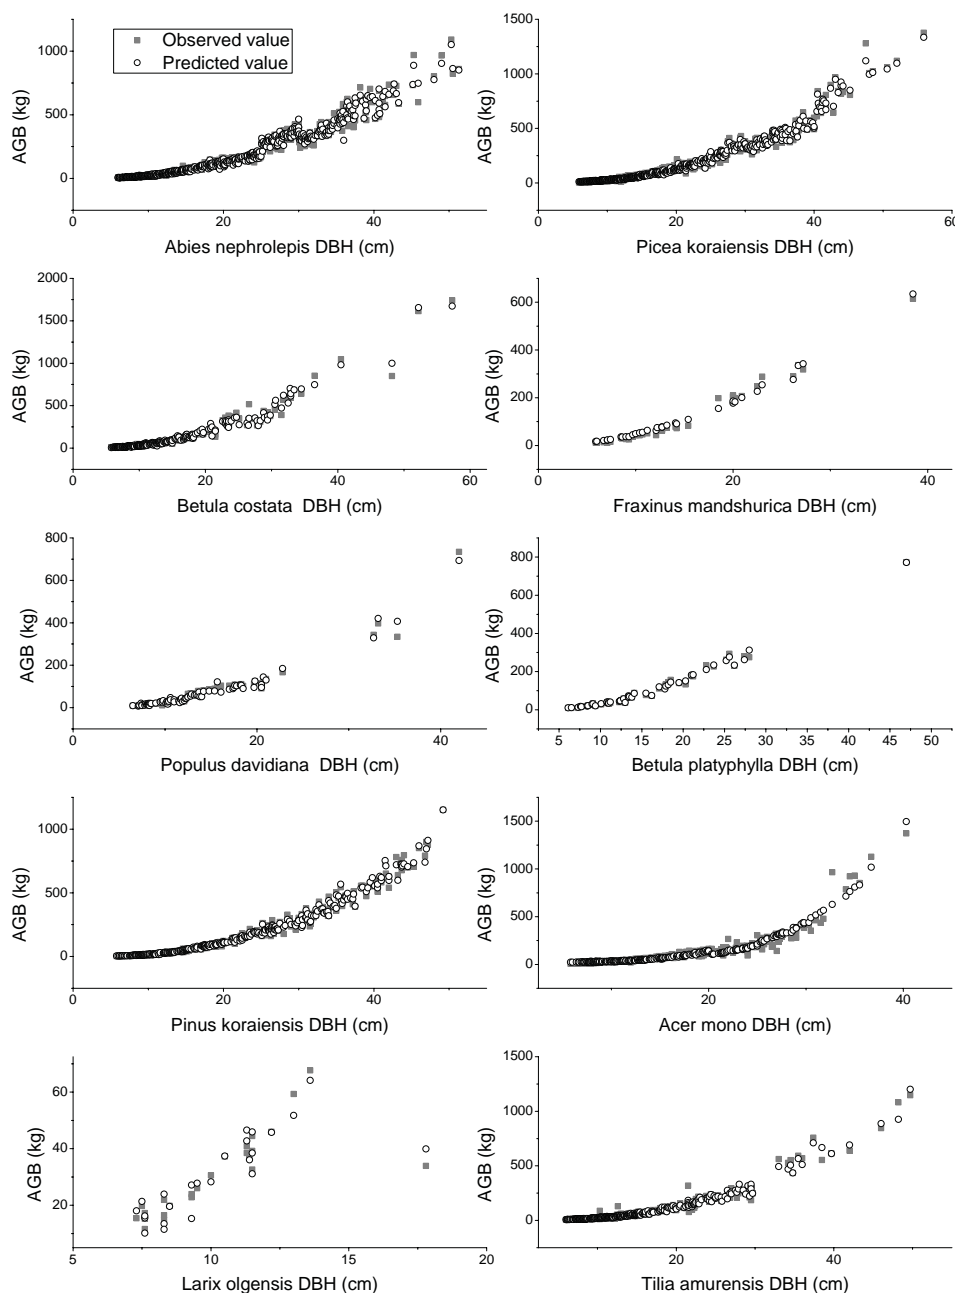 Observed value
Predicted value
AGB (kg)
1000
500
0
0 20 40
Abies nephrolepis DBH (cm)
AGB (kg)
1500
1000
500
0
0 20 40 60
Picea koraiensis DBH (cm)
AGB (kg)
2000
1500
1000
500
0
0 20 40 60
Betula costata DBH (cm)
AGB (kg)
600
400
200
0
0 20 40
Fraxinus mandshurica DBH (cm)
AGB (kg)
800
600
400
200
0
0 20 40
Populus davidiana DBH (cm)
AGB (kg)
800
600
400
200
0
5 10 15 20 25 30 35 40 45 50
Betula platyphylla DBH (cm)
AGB (kg)
1000
500
0
0 20 40
Pinus koraiensis DBH (cm)
AGB (kg)
1500
1000
500
0
20 40
Acer mono DBH (cm)
AGB (kg)
60
40
20
5 10 15 20
Larix olgensis DBH (cm)
AGB (kg)
1500
1000
500
0
20 40
Tilia amurensis DBH (cm)